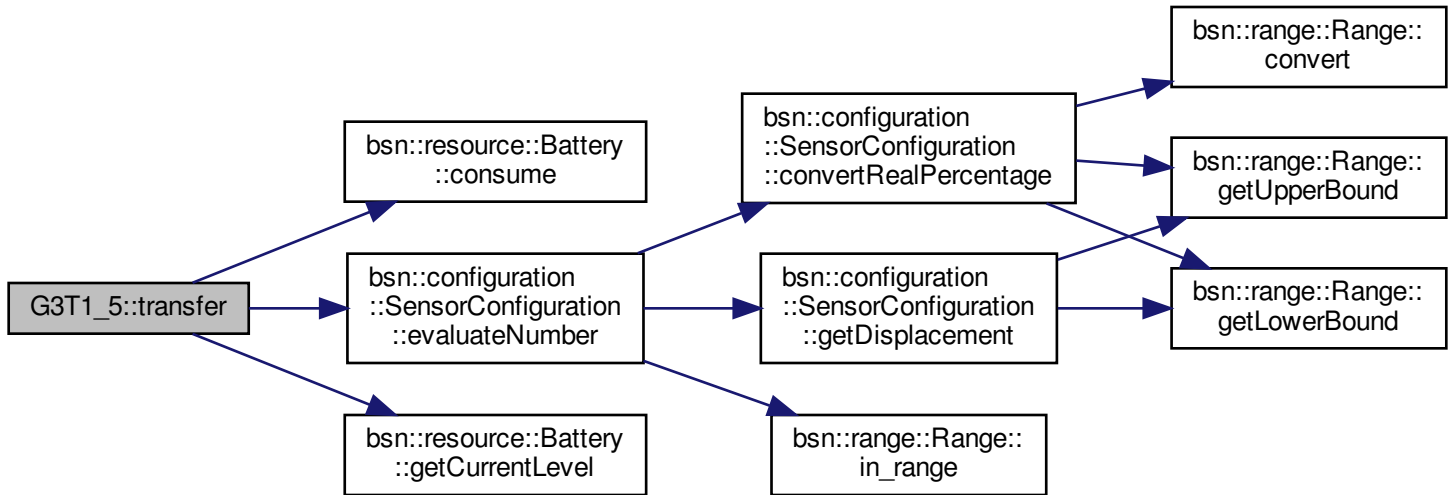 G3T1_5::transfer
bsn::resource::Battery
::consume
bsn::configuration
::SensorConfiguration
::evaluateNumber
bsn::resource::Battery
::getCurrentLevel
bsn::configuration
::SensorConfiguration
::convertRealPercentage
bsn::configuration
::SensorConfiguration
::getDisplacement
bsn::range::Range::
in_range
bsn::range::Range::
convert
bsn::range::Range::
getUpperBound
bsn::range::Range::
getLowerBound